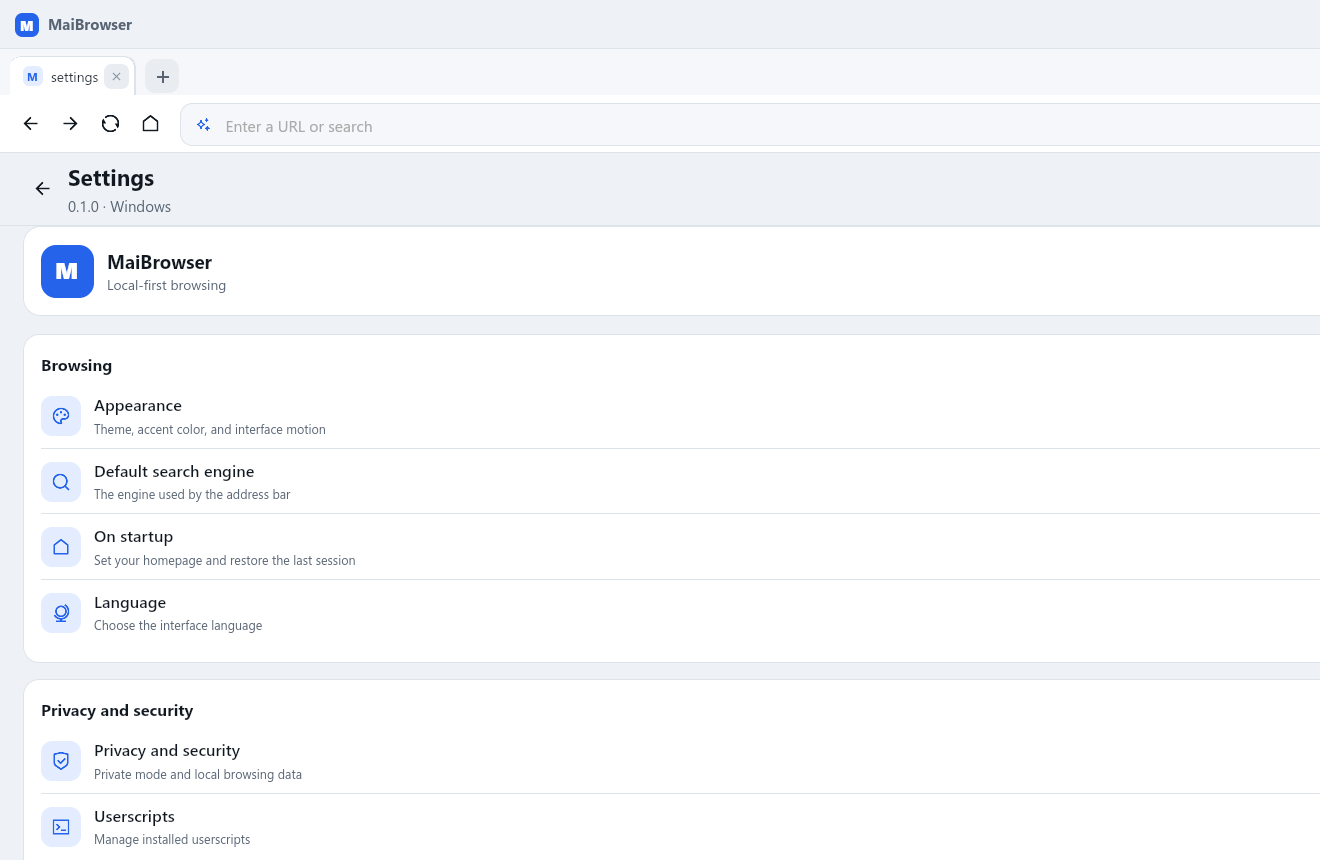 M MaiBrowser
M settings
Enter a URL or search
Settings
0.1.0 · Windows
M
MaiBrowser
Local-first browsing
Browsing
Appearance
Theme, accent color, and interface motion
Default search engine
The engine used by the address bar
On startup
Set your homepage and restore the last session
Language
Choose the interface language
Privacy and security
Privacy and security
Private mode and local browsing data
Userscripts
Manage installed userscripts